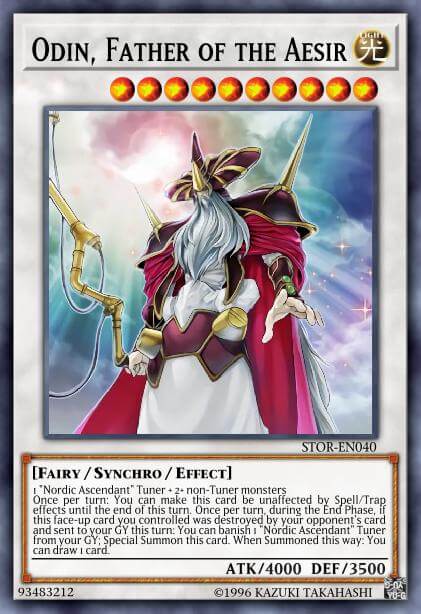 ODIN, FATHER OF THE AESIR
LIGHT
光
STOR-EN040
[FAIRY / SYNCHRO / EFFECT]
1 "Nordic Ascendant" Tuner + 2+ non-Tuner monsters
Once per turn: You can make this card be unaffected by Spell/Trap
effects until the end of this turn. Once per turn, during the End Phase, if
this face-up card you controlled was destroyed by your opponent's card
and sent to your GY this turn: You can banish 1 "Nordic Ascendant" Tuner
from your GY; Special Summon this card. When Summoned this way: You
can draw 1 card.
ATK/4000 DEF/3500
93483212
©1996 KAZUKI TAKAHASHI